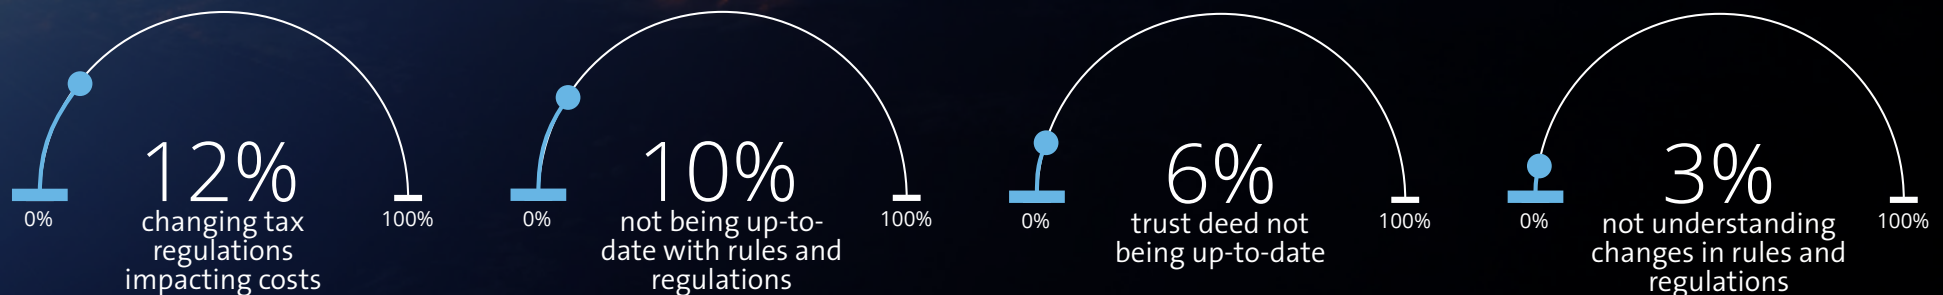 12%
0%
100%
changing tax
regulations
impacting costs
10%
0%
100%
not being up-to-
date with rules and
regulations
6%
0%
100%
trust deed not
being up-to-date
3%
0%
100%
not understanding
changes in rules and
regulations